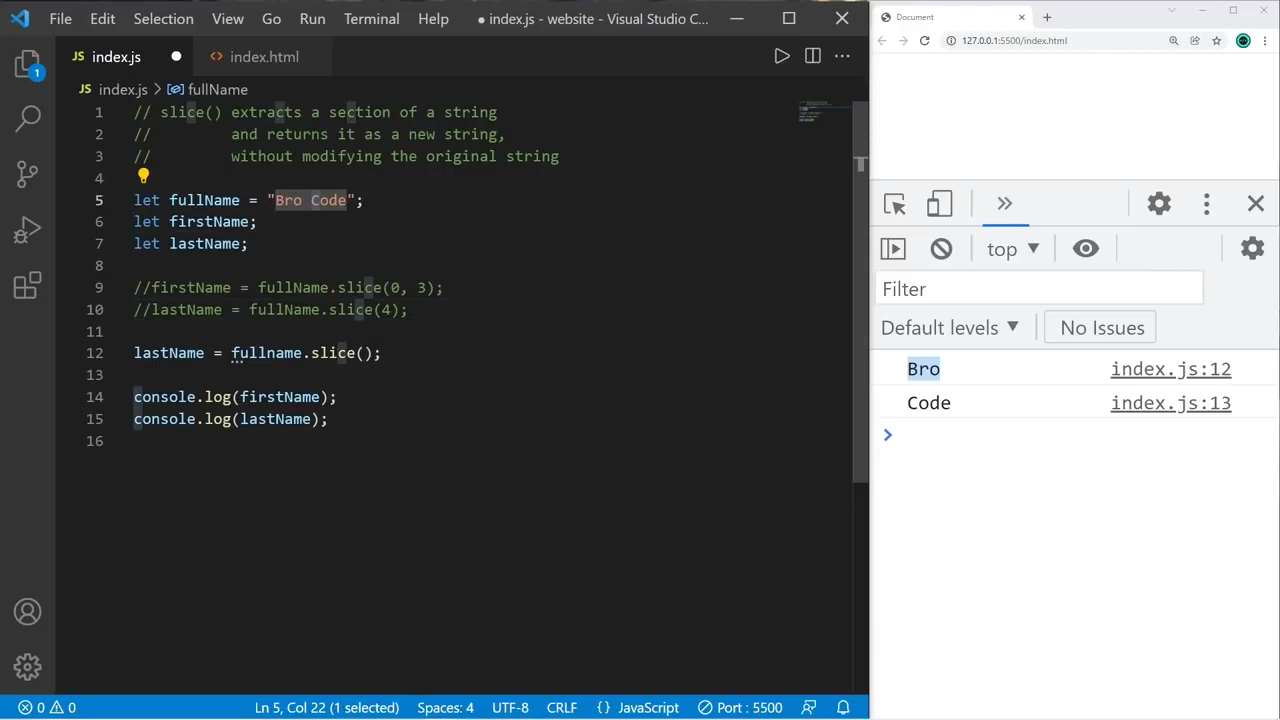 File Edit Selection View Go Run Terminal Help ● index.js - website - Visual Studio C...
JS index.js
<> index.html
1
JS index.js > fullName
1 // slice() extracts a section of a string
2 //         and returns it as a new string,
3 //         without modifying the original string
4
5 let fullName = "Bro Code";
6 let firstName;
7 let lastName;
8
9 //firstName = fullName.slice(0, 3);
10 //lastName = fullName.slice(4);
11
12 lastName = fullname.slice();
13
14 console.log(firstName);
15 console.log(lastName);
16
0 0 Ln 5, Col 22 (1 selected) Spaces: 4 UTF-8 CRLF {} JavaScript Port : 5500
Document
127.0.0.1:5500/index.html
top
Filter
Default levels No Issues
Bro index.js:12
Code index.js:13
>